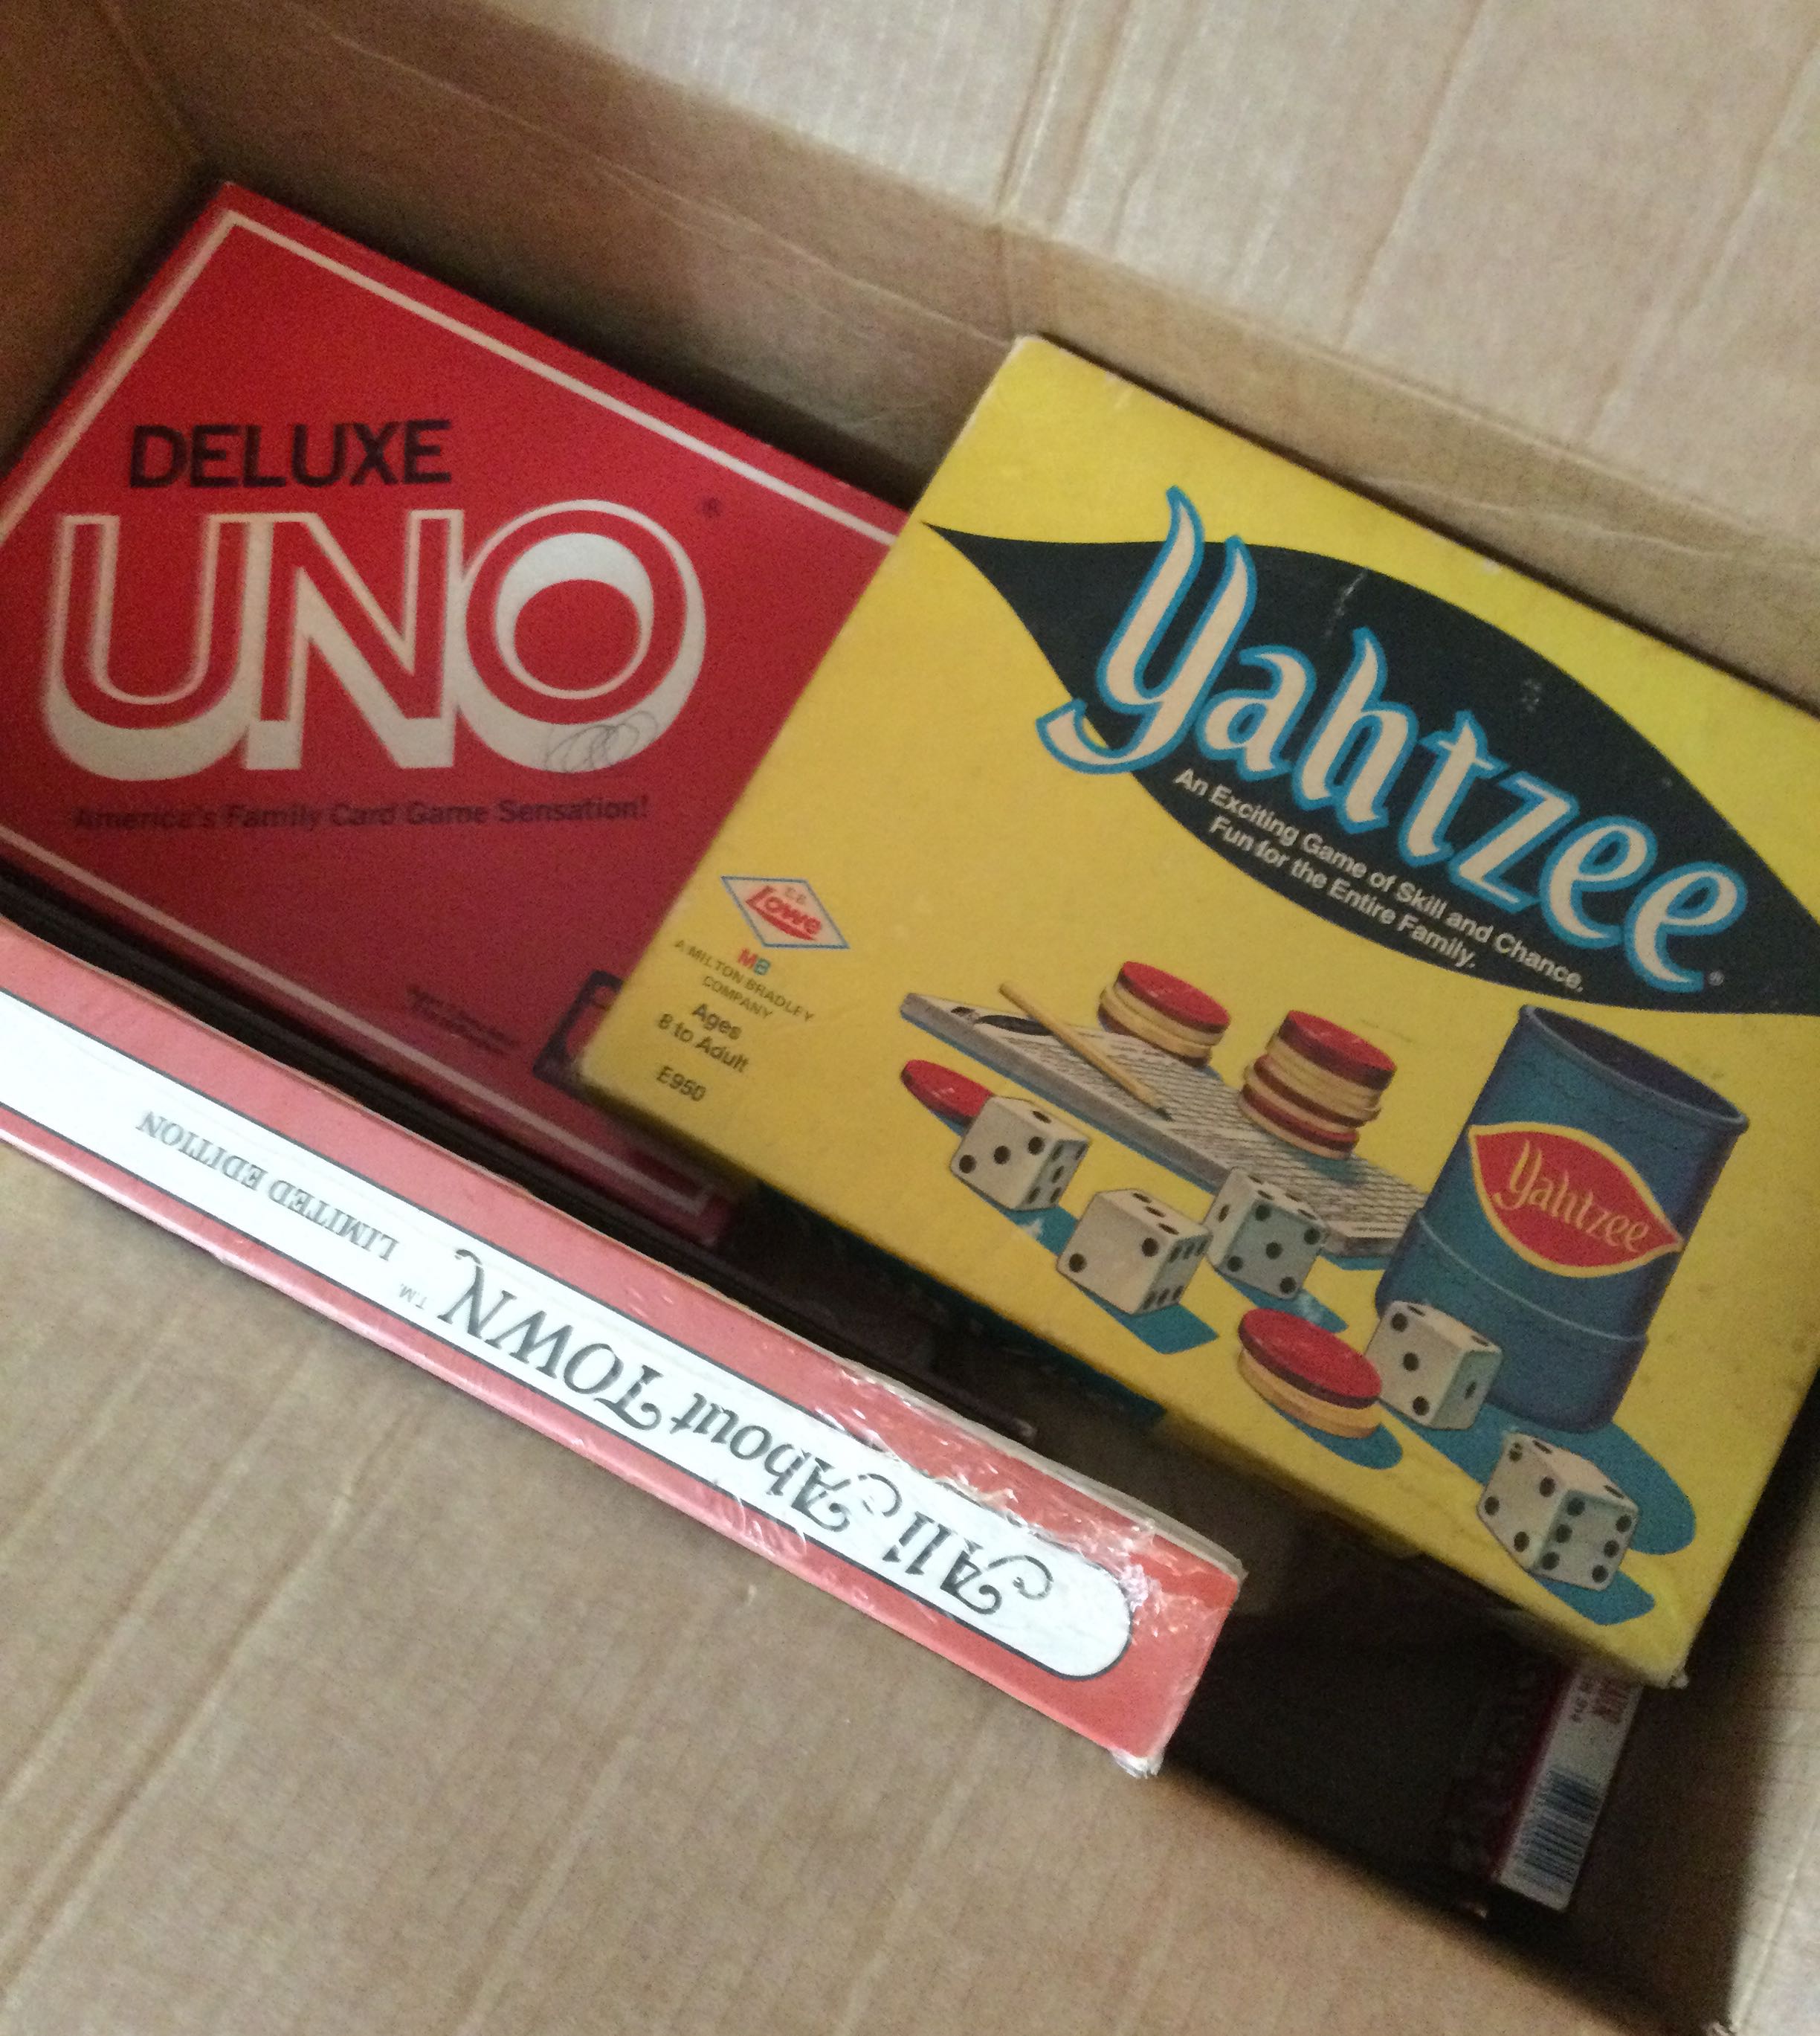 DELUXE
UNO
®
America's Family Card Game Sensation!
Yahtzee®
An Exciting Game of Skill and Chance.
Fun for the Entire Family.
E.S.
Lowe
MB
A MILTON BRADLEY
COMPANY
Ages
8 to Adult
E950
Yahtzee
All About TOWN™ LIMITED EDITION